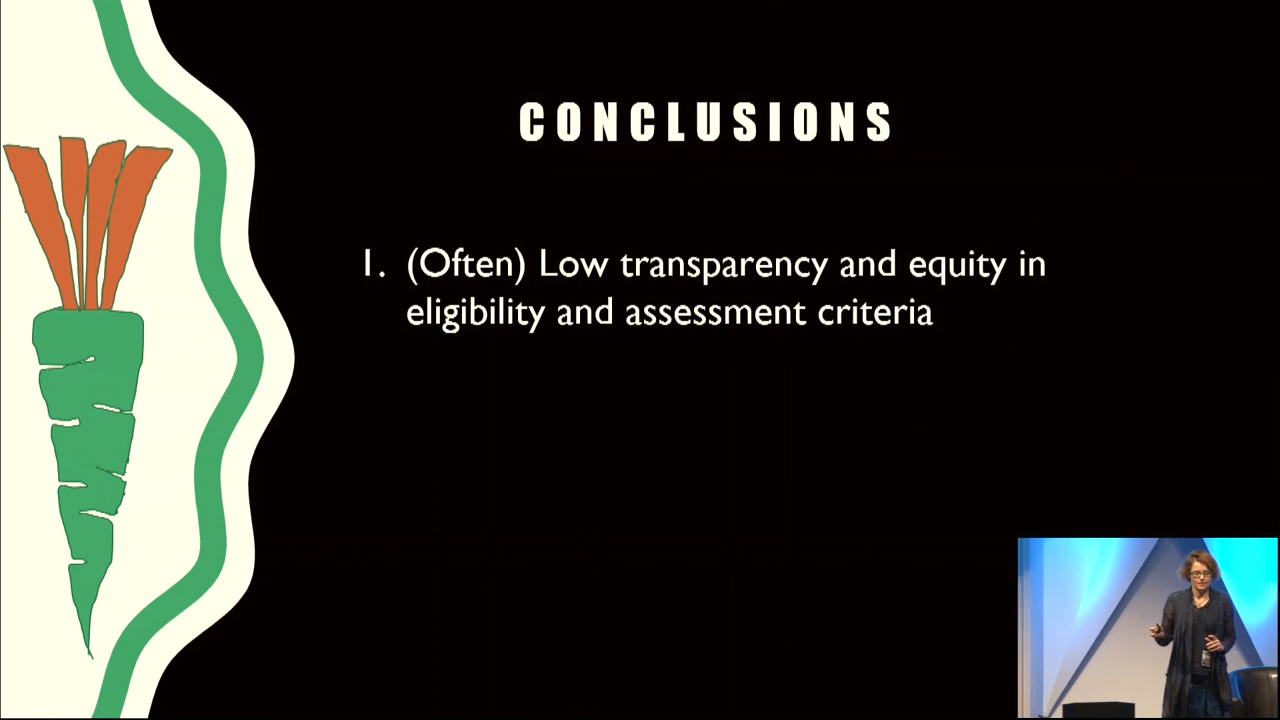 CONCLUSIONS
1. (Often) Low transparency and equity in
eligibility and assessment criteria